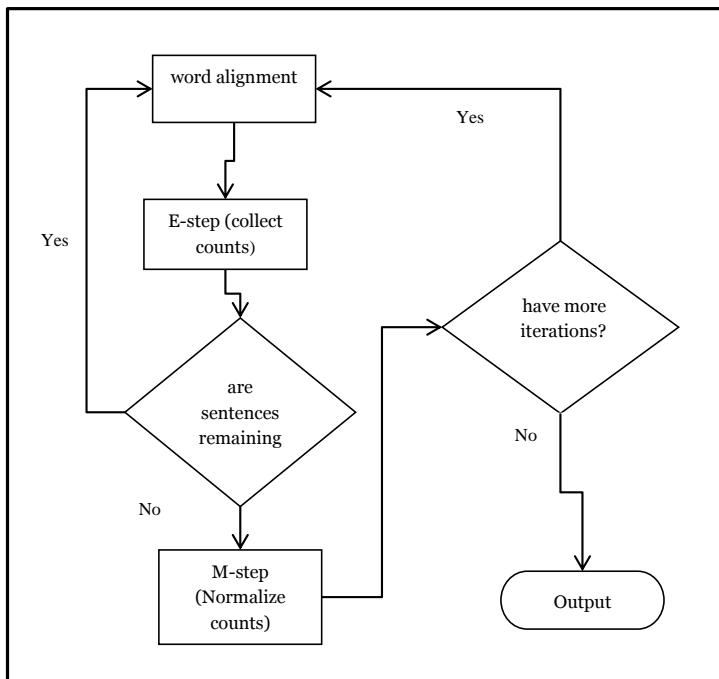 word alignment
Yes
E-step (collect
counts)
Yes
have more
iterations?
are
sentences
remaining
No
No
M-step
(Normalize
counts)
Output